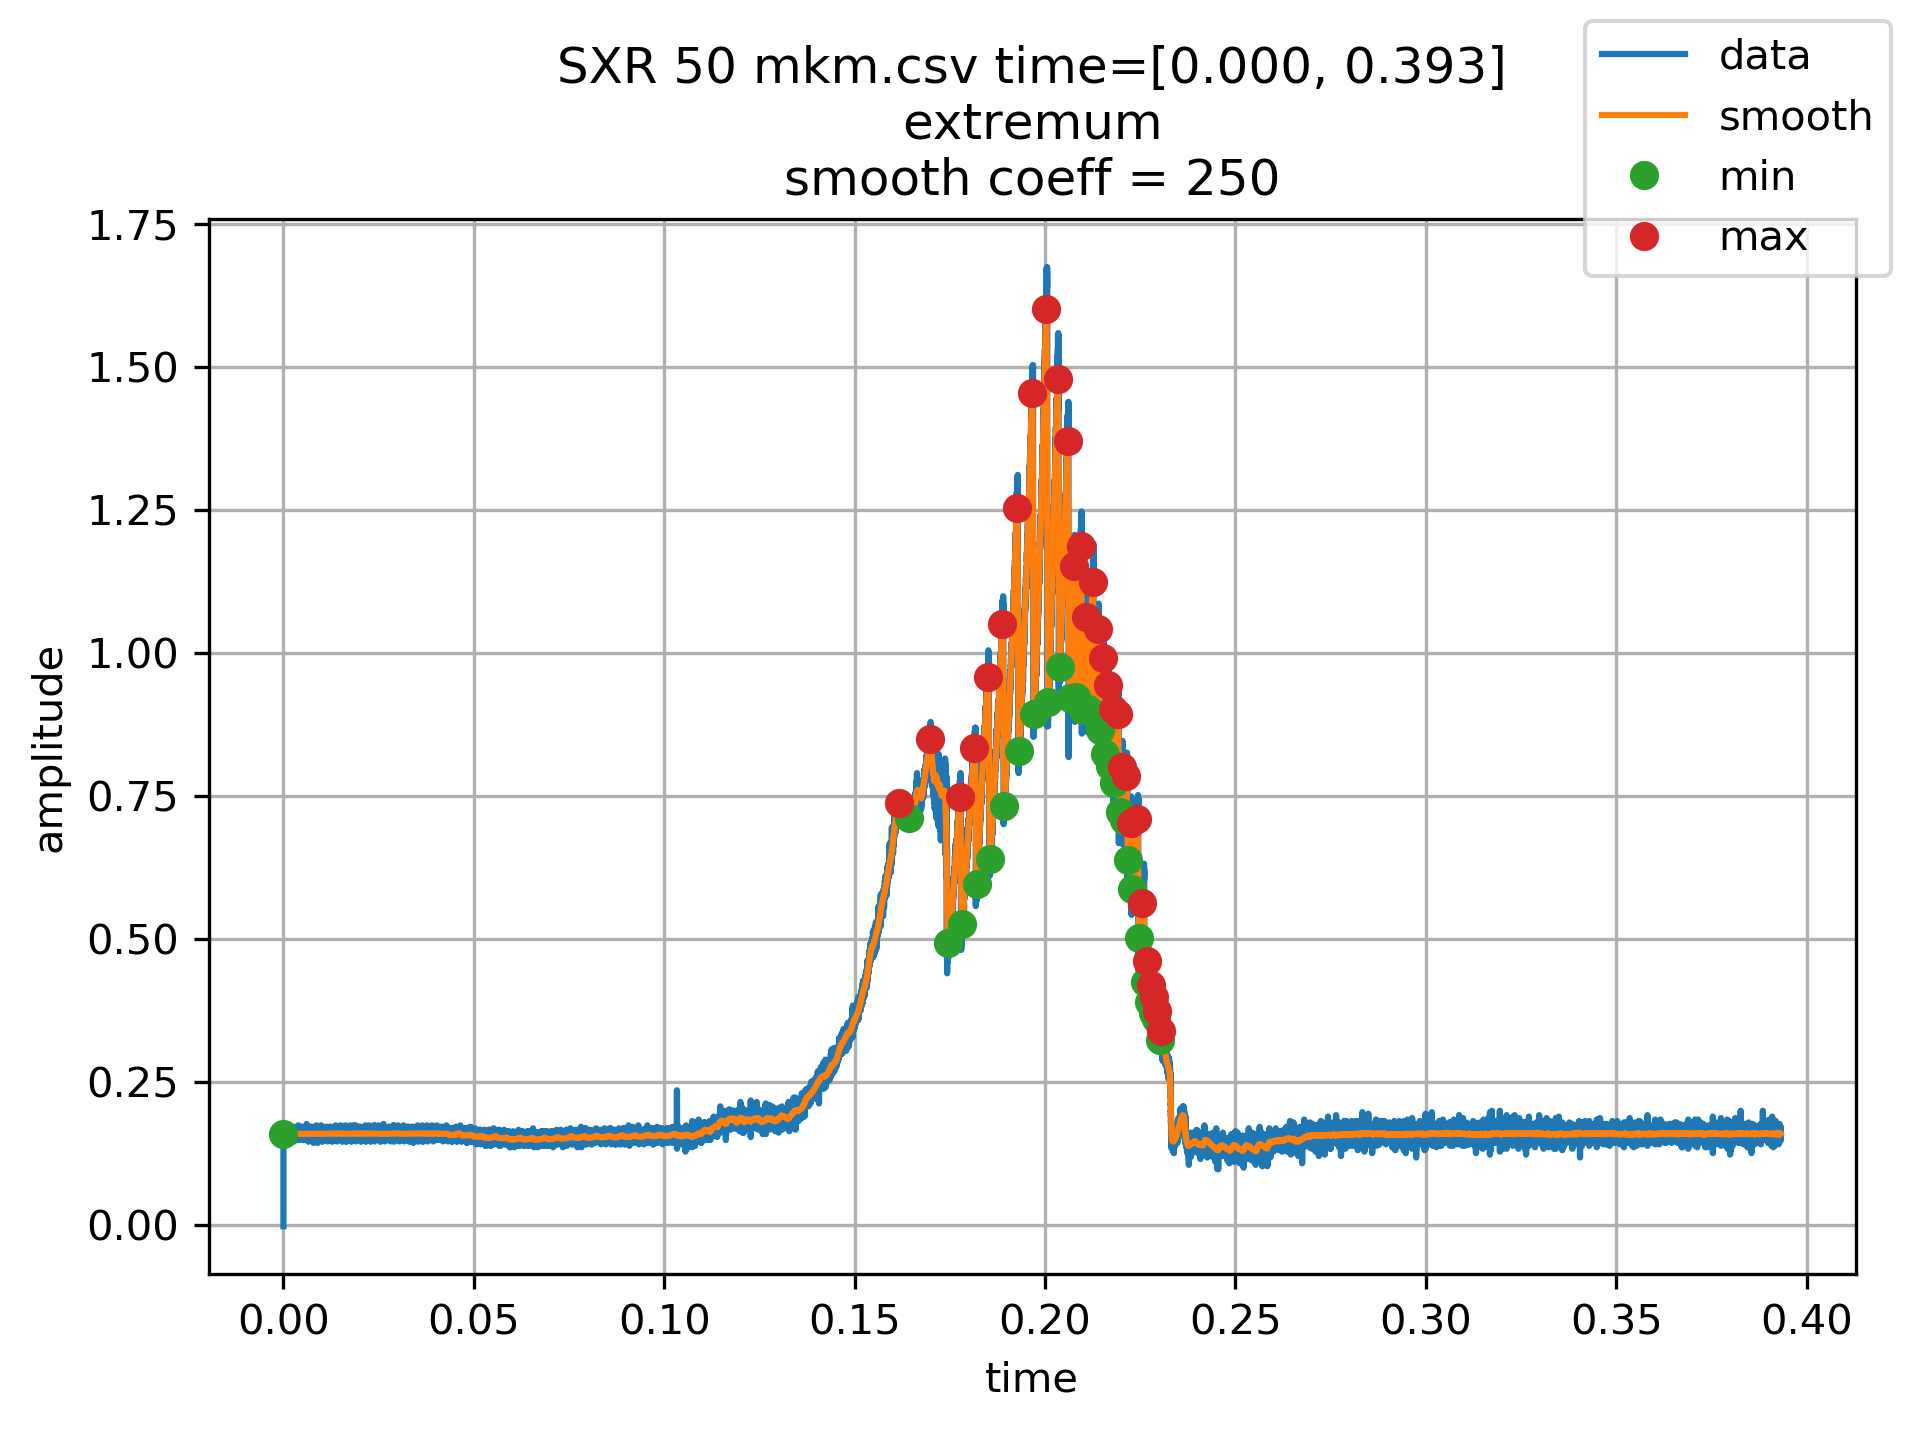 SXR 50 mkm.csv time=[0.000, 0.393]
extremum
smooth coeff = 250
data
smooth
min
max
1.75
1.50
1.25
1.00
0.75
0.50
0.25
0.00
amplitude
0.00 0.05 0.10 0.15 0.20 0.25 0.30 0.35 0.40
time